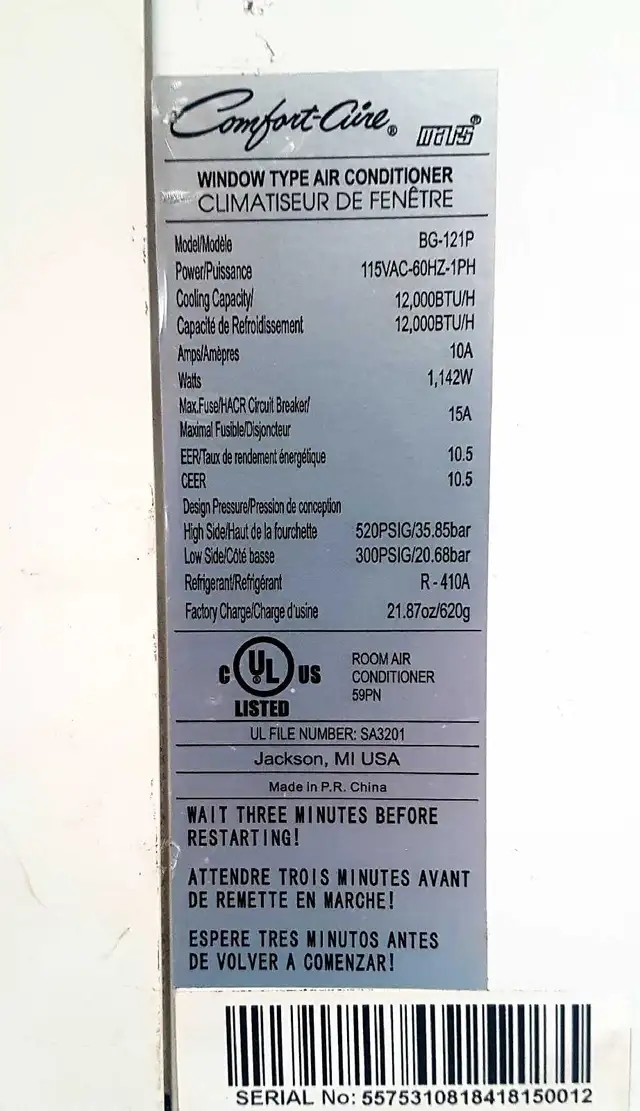 Comfort-Aire®
WINDOW TYPE AIR CONDITIONER
CLIMATISEUR DE FENÊTRE
Model/Modèle BG-121P
Power/Puissance 115VAC-60HZ-1PH
Cooling Capacity/ 12,000BTU/H
Capacité de Refroidissement 12,000BTU/H
Amps/Amèpres 10A
Watts 1,142W
Max.Fuse/HACR Circuit Breaker/ 15A
Maximal Fusible/Disjoncteur
EER/Taux de rendement énergétique 10.5
CEER 10.5
Design Pressure/Pression de conception
High Side/Haut de la fourchette 520PSIG/35.85bar
Low Side/Côté basse 300PSIG/20.68bar
Refrigerant/Refrigérant R-410A
Factory Charge/Charge d'usine 21.87oz/620g
C UL® US
LISTED
ROOM AIR
CONDITIONER
59PN
UL FILE NUMBER: SA3201
Jackson, MI USA
Made in P.R. China
WAIT THREE MINUTES BEFORE
RESTARTING!
ATTENDRE TROIS MINUTES AVANT
DE REMETTE EN MARCHE!
ESPERE TRES MINUTOS ANTES
DE VOLVER A COMENZAR!
SERIAL No: 5575310818418150012